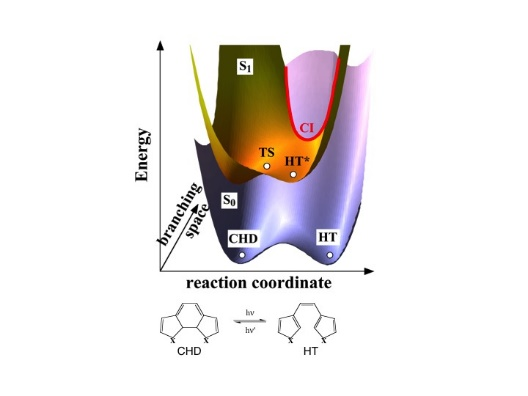 S1
CI
TS
HT*
Energy
S0
branching
space
CHD
HT
reaction coordinate
hν
hν'
x
x
x
x
CHD
HT